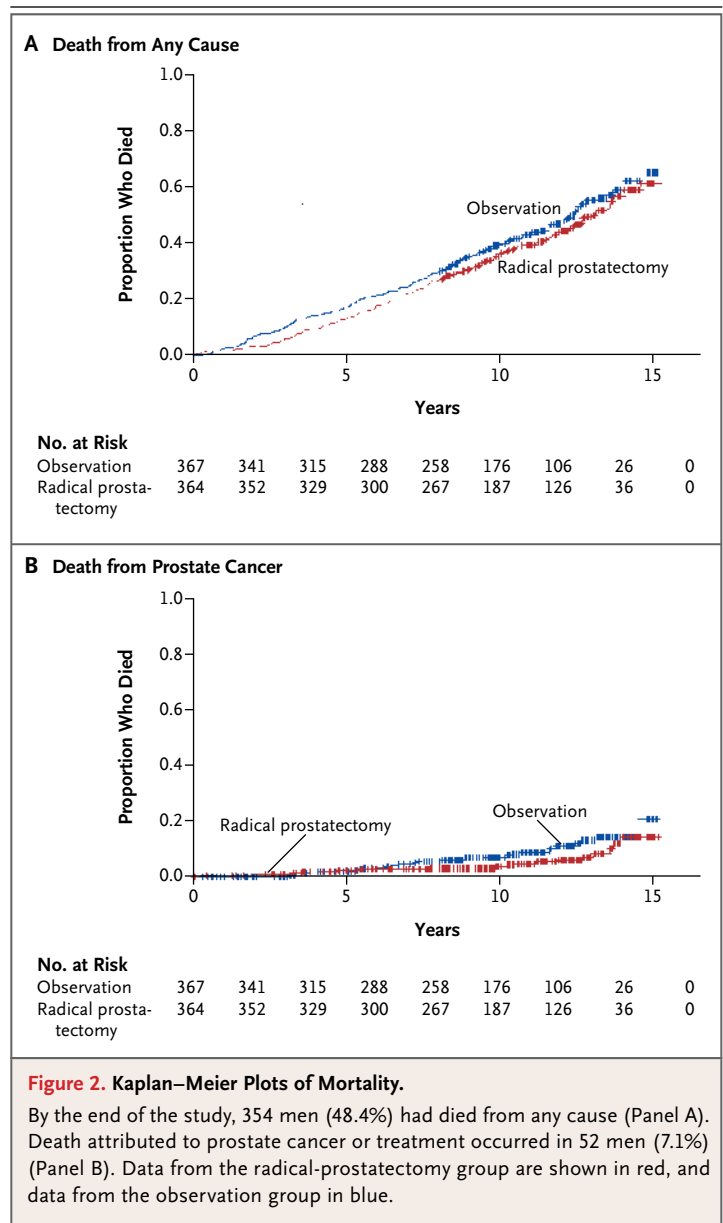 A Death from Any Cause
1.0
0.8
0.6
0.4
0.2
0.0
Proportion Who Died
Observation
Radical prostatectomy
0 5 10 15
Years
No. at Risk
Observation 367 341 315 288 258 176 106 26 0
Radical prosta- 364 352 329 300 267 187 126 36 0
tectomy
B Death from Prostate Cancer
1.0
0.8
0.6
0.4
0.2
0.0
Proportion Who Died
Observation
Radical prostatectomy
0 5 10 15
Years
No. at Risk
Observation 367 341 315 288 258 176 106 26 0
Radical prosta- 364 352 329 300 267 187 126 36 0
tectomy
Figure 2. Kaplan–Meier Plots of Mortality.
By the end of the study, 354 men (48.4%) had died from any cause (Panel A).
Death attributed to prostate cancer or treatment occurred in 52 men (7.1%)
(Panel B). Data from the radical-prostatectomy group are shown in red, and
data from the observation group in blue.